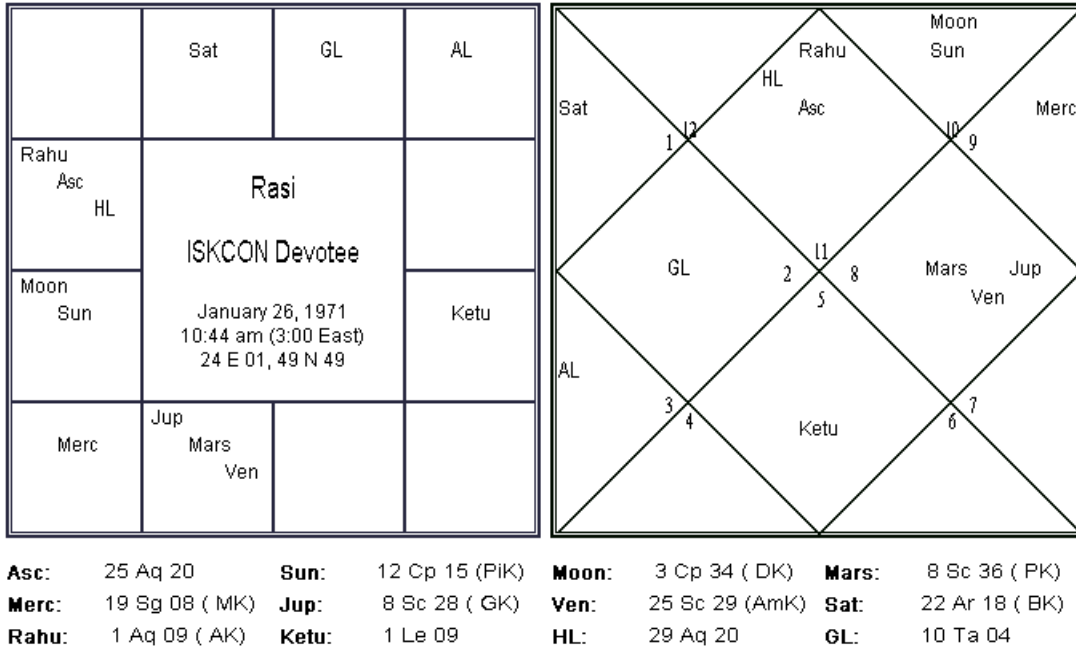 Sat GL AL
Rahu
Asc
HL
Rasi
ISKCON Devotee
January 26, 1971
10:44 am (3:00 East)
24 E 01, 49 N 49
Moon
Sun
Ketu
Merc
Jup
Mars
Ven
Moon
Rahu Sun
HL
Sat Asc Merc
12 10
1 9
11
GL 2 8 Mars Jup
5 Ven
AL
3 7
4 Ketu 6
Asc: 25 Aq 20 Sun: 12 Cp 15 (PiK) Moon: 3 Cp 34 ( DK) Mars: 8 Sc 36 ( PK)
Merc: 19 Sg 08 ( MK) Jup: 8 Sc 28 ( GK) Ven: 25 Sc 29 (AmK) Sat: 22 Ar 18 ( BK)
Rahu: 1 Aq 09 ( AK) Ketu: 1 Le 09 HL: 29 Aq 20 GL: 10 Ta 04